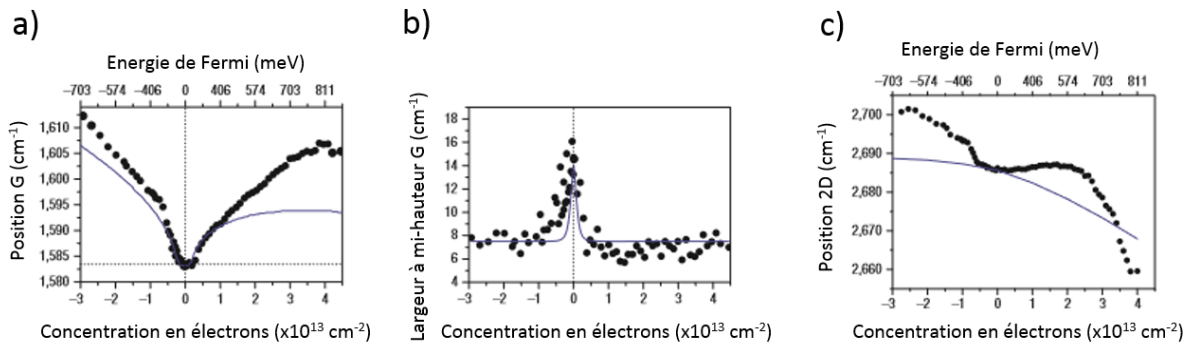 a)
Energie de Fermi (meV)
−703 −574 −406 0 406 574 703 811
Position G (cm-1)
1,610
1,605
1,600
1,595
1,590
1,585
1,580
−3 −2 −1 0 1 2 3 4
Concentration en électrons (x10¹³ cm-2)
b)
Largeur à mi-hauteur G (cm-1)
18
16
14
12
10
8
6
4
−3 −2 −1 0 1 2 3 4
Concentration en électrons (x10¹³ cm-2)
c)
Energie de Fermi (meV)
−703 −574 −406 0 406 574 703 811
Position 2D (cm-1)
2,700
2,690
2,680
2,670
2,660
−3 −2 −1 0 1 2 3 4
Concentration en électrons (x10¹³ cm-2)